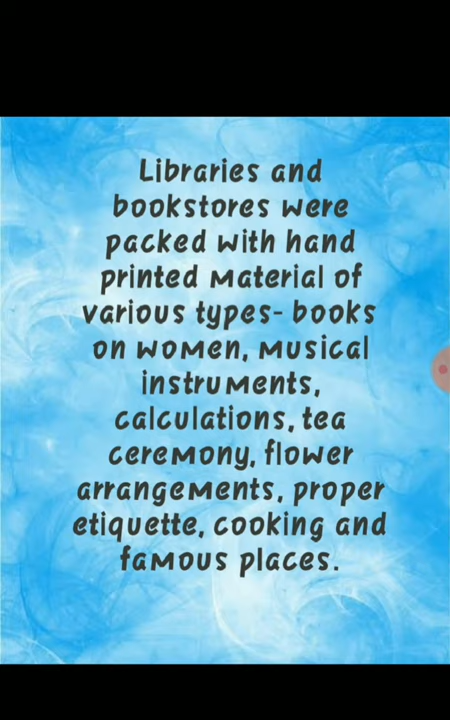 Libraries and
bookstores were
packed with hand
printed material of
various types- books
on women, musical
instruments,
calculations, tea
ceremony, flower
arrangements, proper
etiquette, cooking and
famous places.